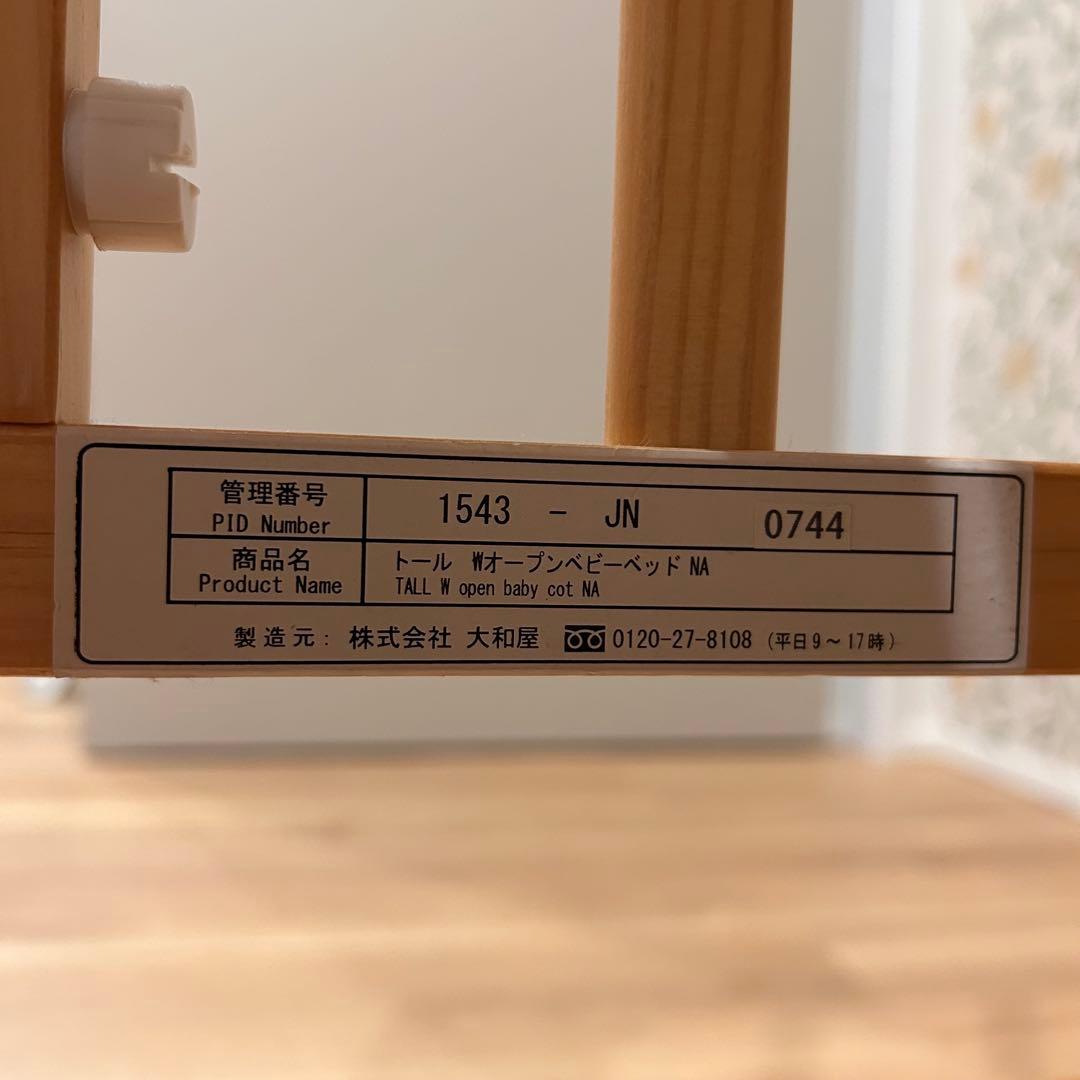 管理番号 1543 - JN 0744
PID Number
商品名 トール Wオープンベビーベッド NA
Product Name TALL W open baby cot NA
製造元: 株式会社 大和屋 0120-27-8108 (平日9～17時)